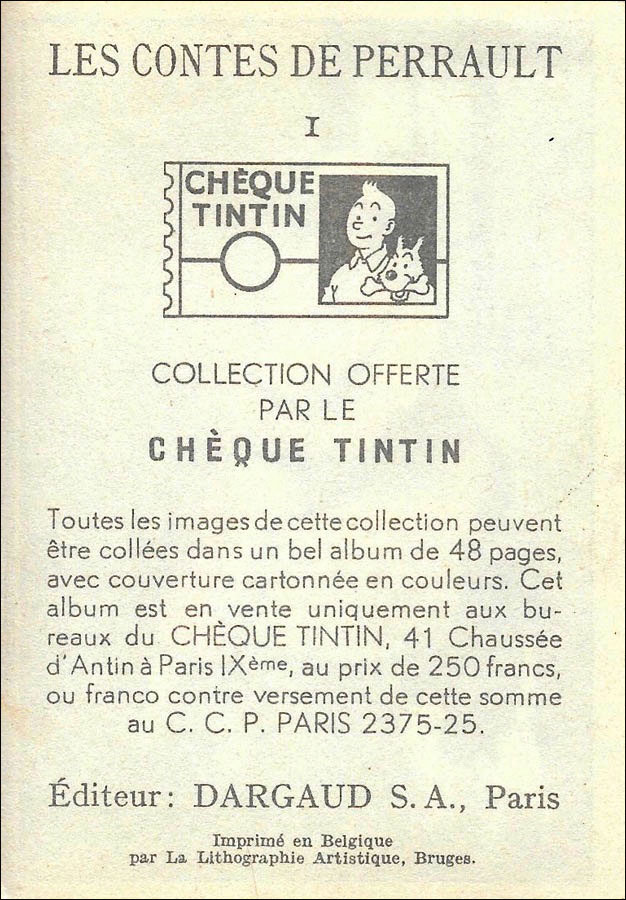 LES CONTES DE PERRAULT
I
CHÈQUE
TINTIN
COLLECTION OFFERTE
PAR LE
CHÈQUE TINTIN
Toutes les images de cette collection peuvent
être collées dans un bel album de 48 pages,
avec couverture cartonnée en couleurs. Cet
album est en vente uniquement aux bu-
reaux du CHÈQUE TINTIN, 41 Chaussée
d'Antin à Paris IXème, au prix de 250 francs,
ou franco contre versement de cette somme
au C. C. P. PARIS 2375-25.
Éditeur: DARGAUD S. A., Paris
Imprimé en Belgique
par La Lithographie Artistique, Bruges.